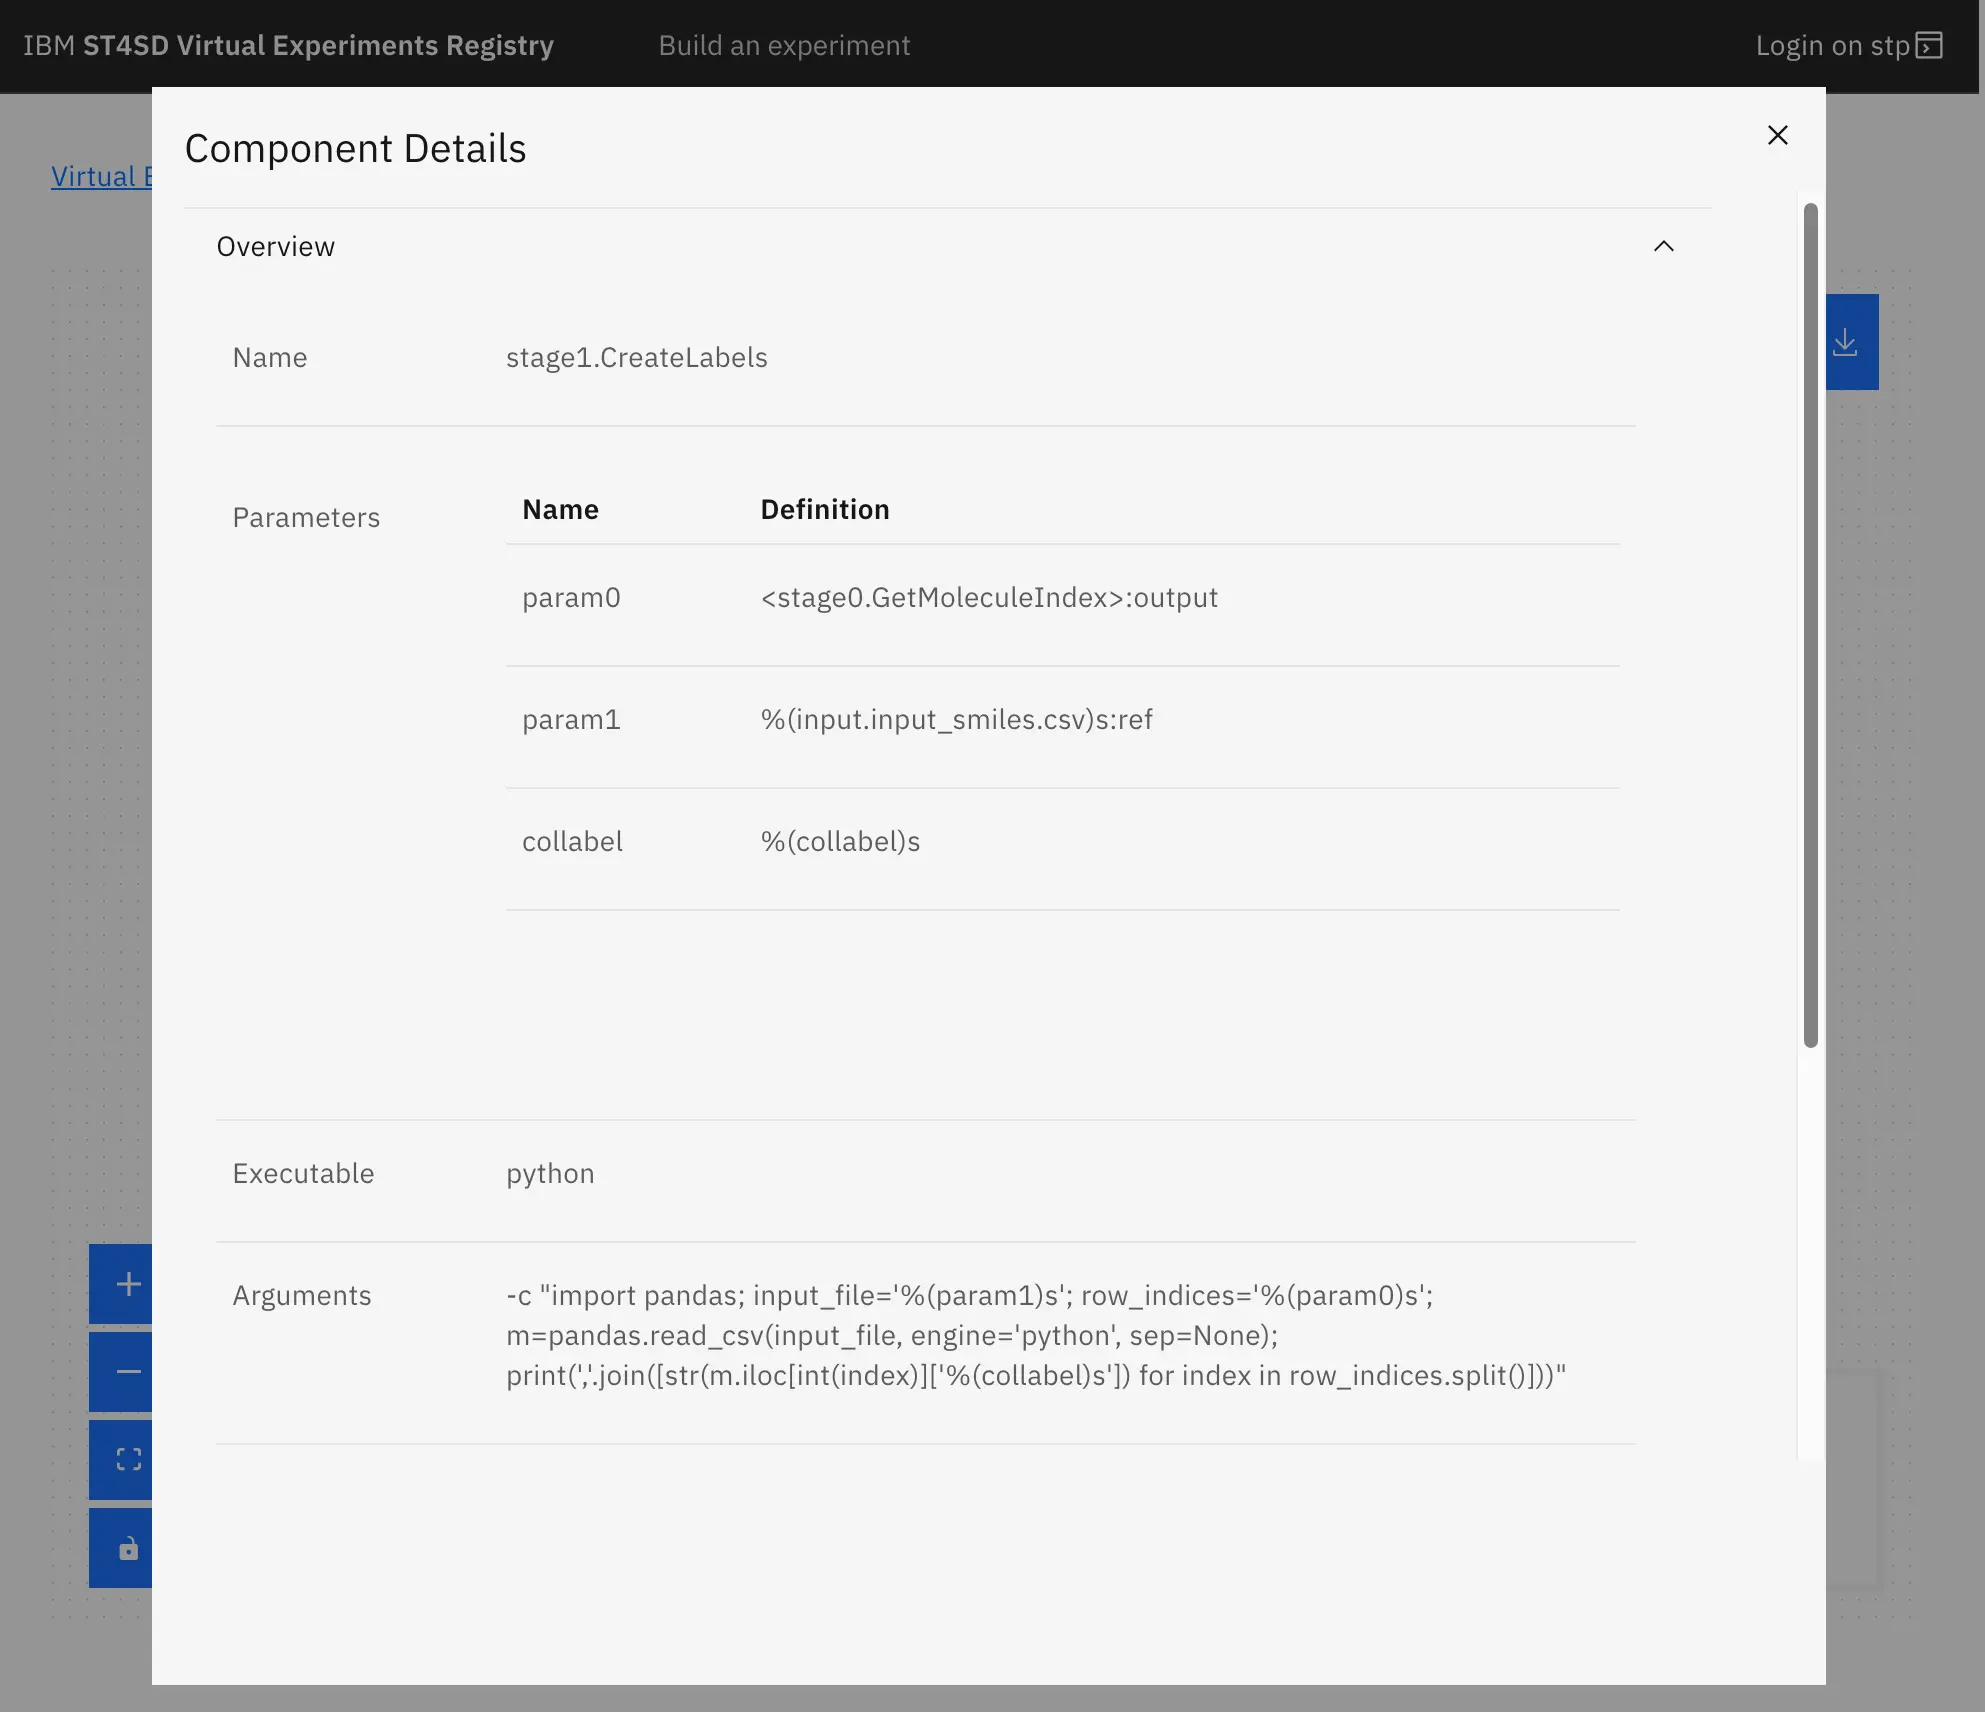 IBM ST4SD Virtual Experiments Registry
Build an experiment
Login on stp
Virtual
Component Details
Overview
Name stage1.CreateLabels
Parameters
Name Definition
param0 <stage0.GetMoleculeIndex>:output
param1 %(input.input_smiles.csv)s:ref
collabel %(collabel)s
Executable python
Arguments
-c "import pandas; input_file='%(param1)s'; row_indices='%(param0)s';
m=pandas.read_csv(input_file, engine='python', sep=None);
print(','.join([str(m.iloc[int(index)]['%(collabel)s']) for index in row_indices.split()]))"